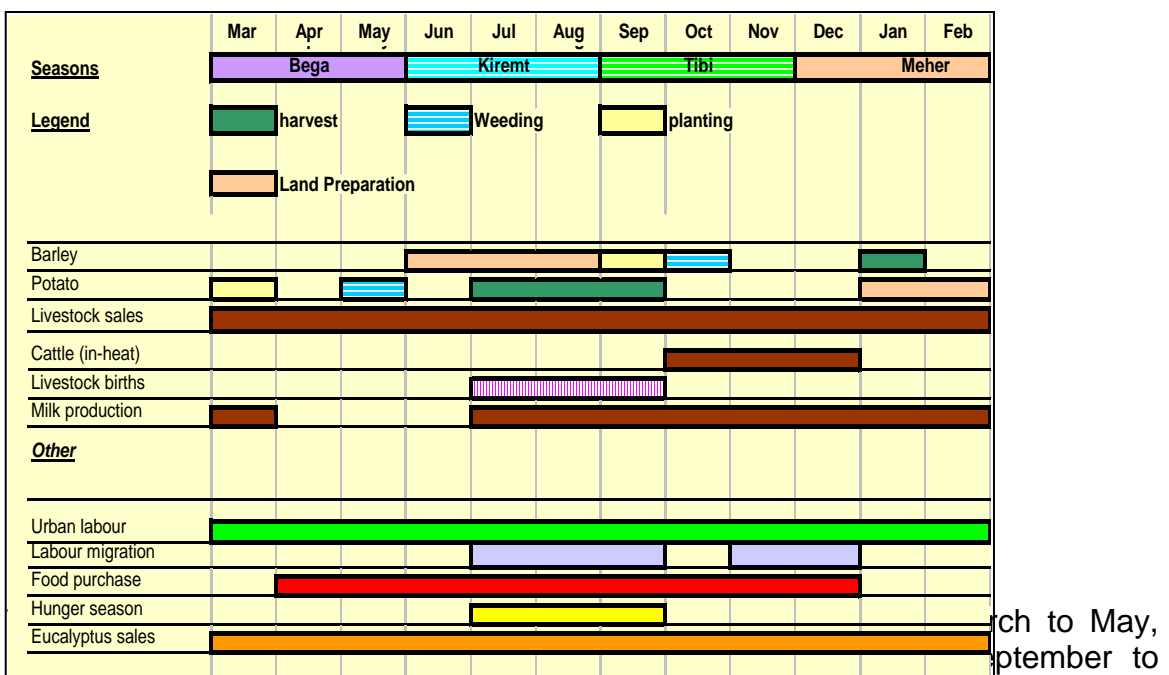 Mar Apr May Jun Jul Aug Sep Oct Nov Dec Jan Feb
Seasons Bega Kiremt Tibi Meher
Legend harvest Weeding planting
Land Preparation
Barley
Potato
Livestock sales
Cattle (in-heat)
Livestock births
Milk production
Other
Urban labour
Labour migration
Food purchase
Hunger season
rch to May,
Eucalyptus sales
ptember to